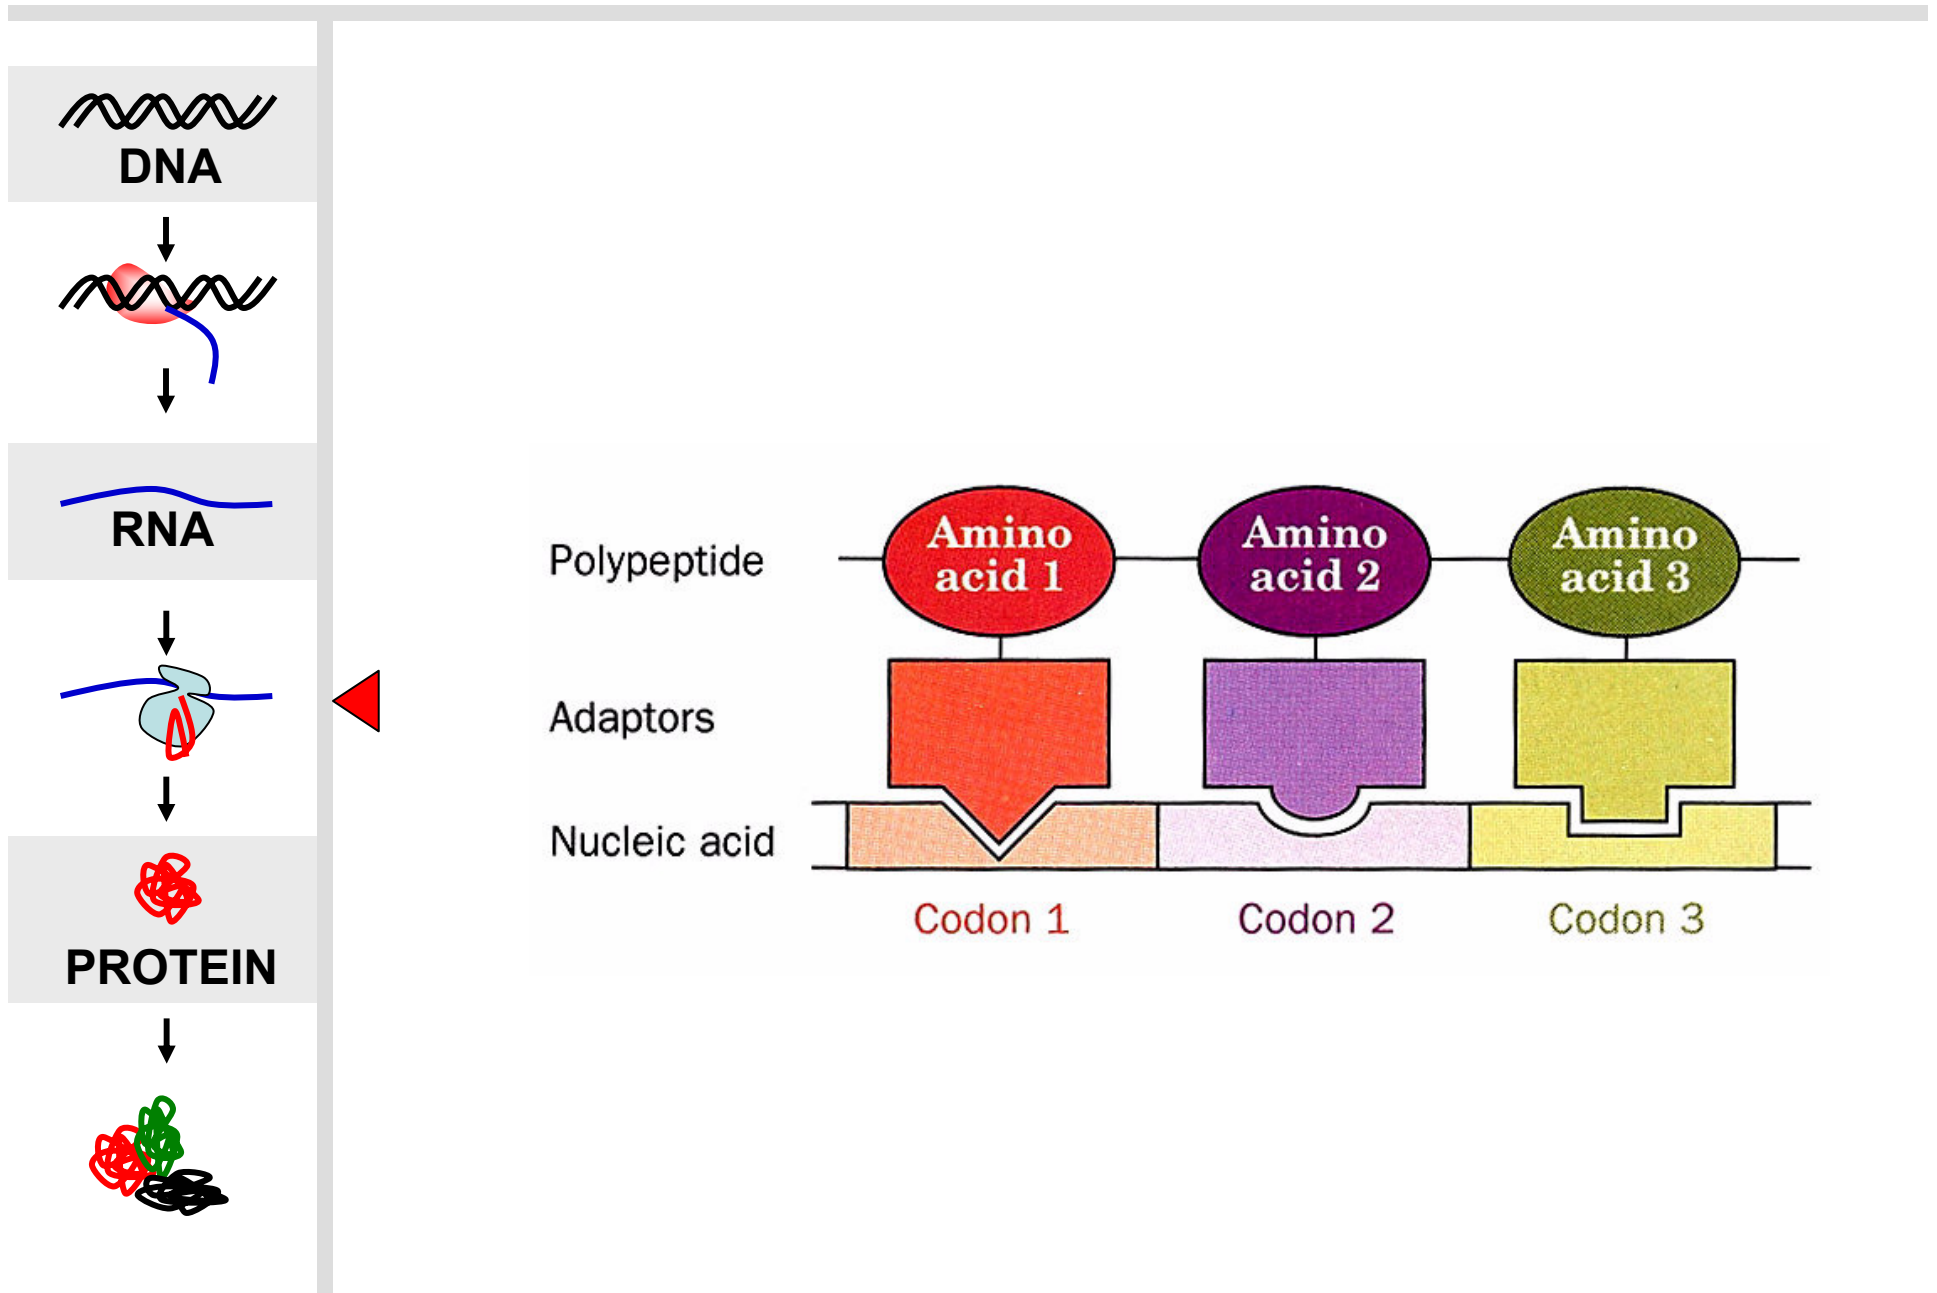 DNA
RNA
PROTEIN
Polypeptide
Amino
acid 1
Amino
acid 2
Amino
acid 3
Adaptors
Nucleic acid
Codon 1
Codon 2
Codon 3